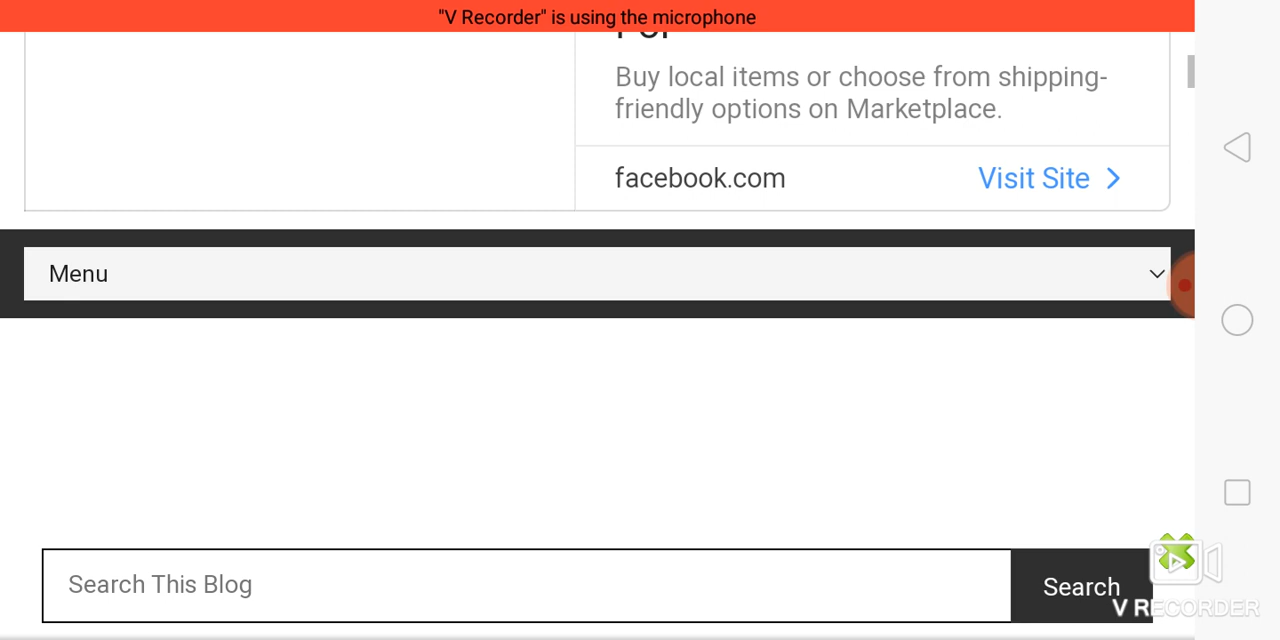 "V Recorder" is using the microphone
Buy local items or choose from shipping-
friendly options on Marketplace.
facebook.com
Visit Site
Menu
Search This Blog
Search
V RECORDER